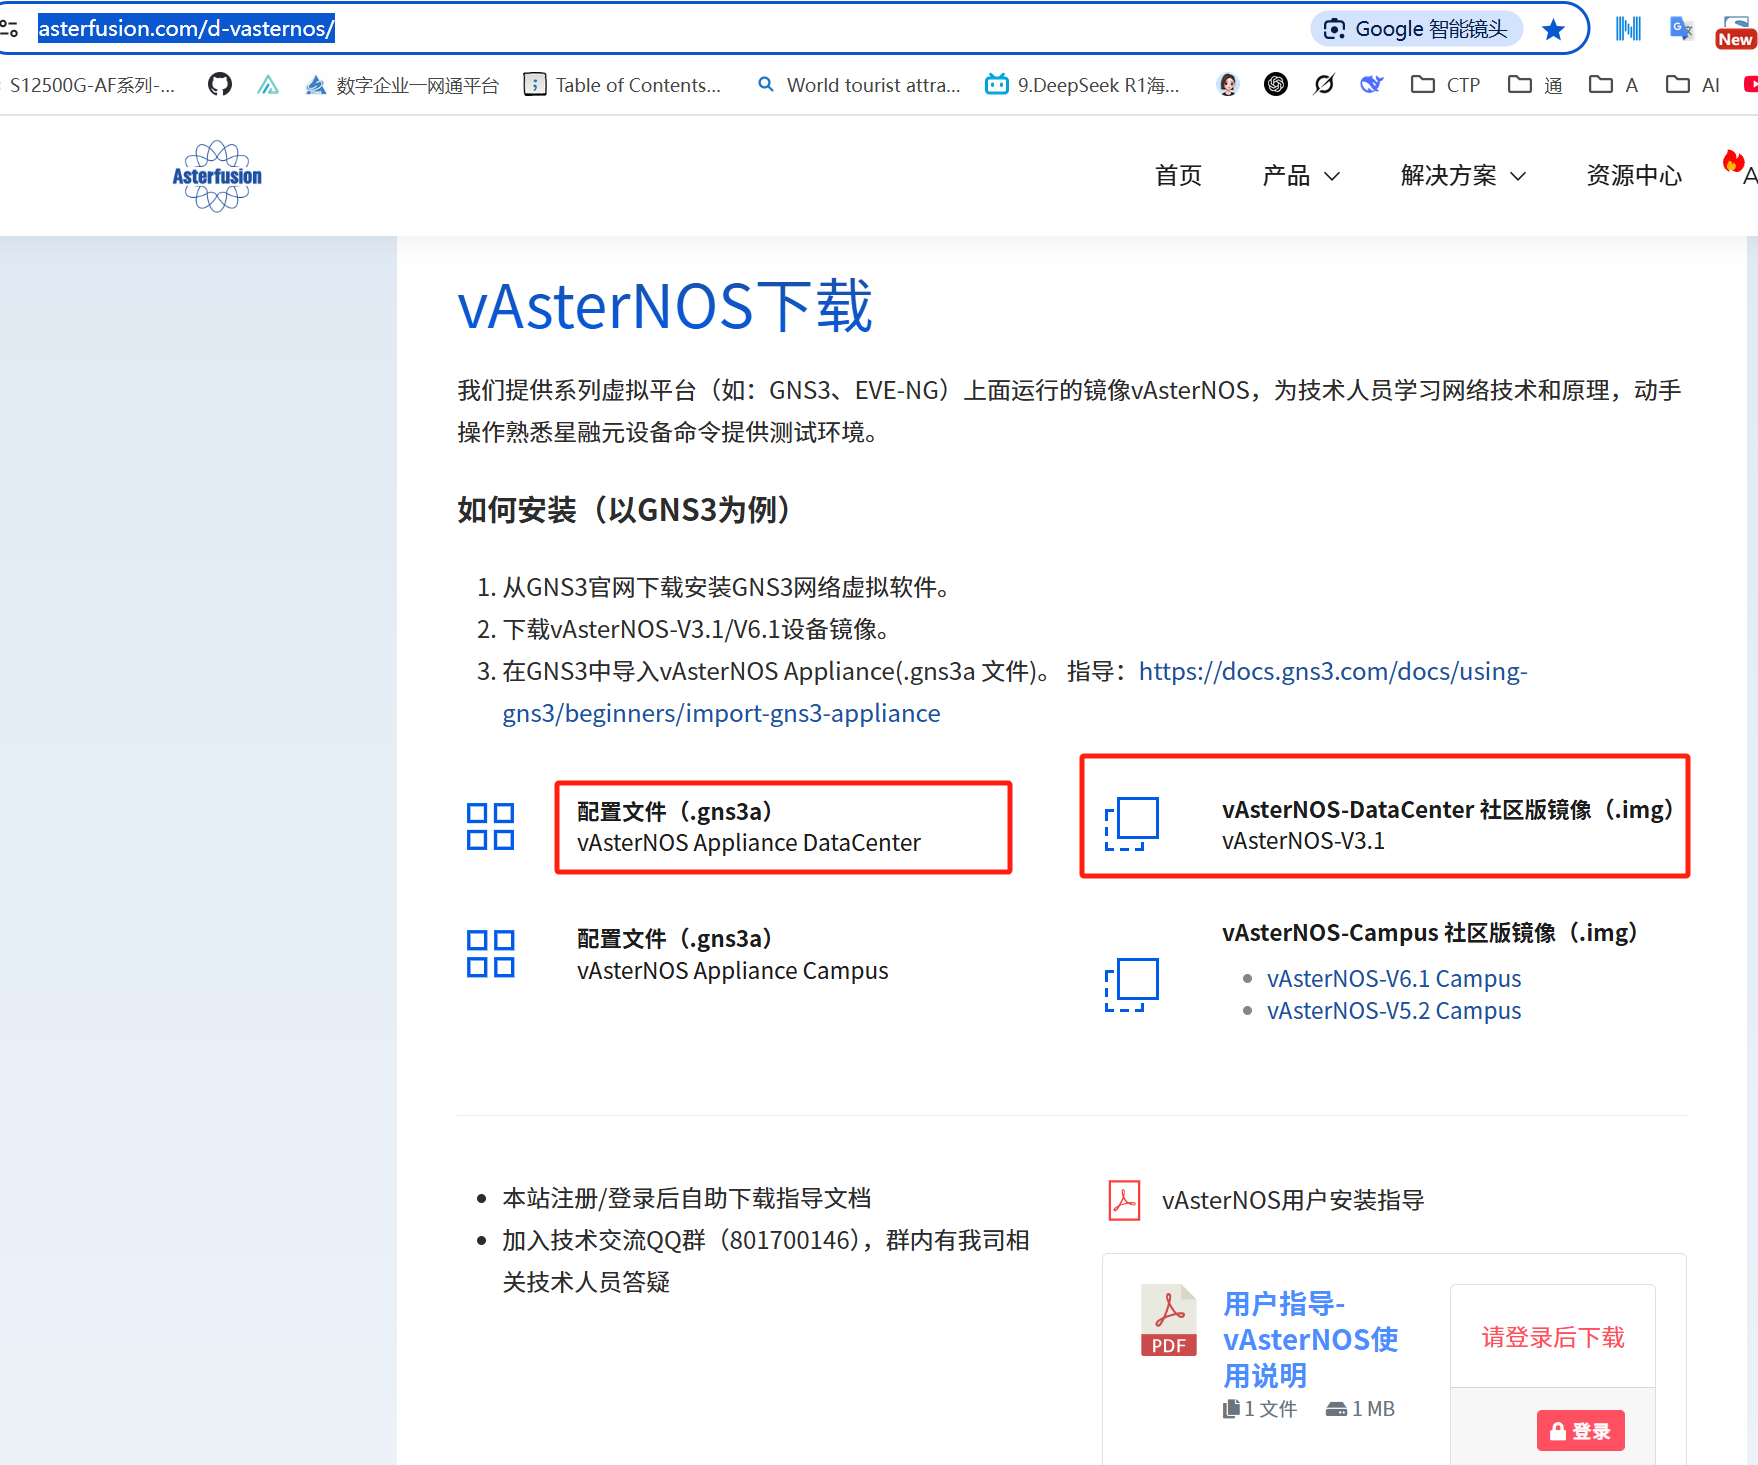 asterfusion.com/d-vasternos/
Google 智能镜头
New
S12500G-AF系列-...
数字企业一网通平台
Table of Contents...
World tourist attra...
9.DeepSeek R1海...
CTP
通
A
AI
Asterfusion
首页
产品
解决方案
资源中心
A
vAsterNOS下载
我们提供系列虚拟平台（如：GNS3、EVE-NG）上面运行的镜像vAsterNOS，为技术人员学习网络技术和原理，动手
操作熟悉星融元设备命令提供测试环境。
如何安装（以GNS3为例）
1. 从GNS3官网下载安装GNS3网络虚拟软件。
2. 下载vAsterNOS-V3.1/V6.1设备镜像。
3. 在GNS3中导入vAsterNOS Appliance(.gns3a 文件)。 指导：https://docs.gns3.com/docs/using-
gns3/beginners/import-gns3-appliance
配置文件（.gns3a）
vAsterNOS Appliance DataCenter
vAsterNOS-DataCenter 社区版镜像（.img）
vAsterNOS-V3.1
配置文件（.gns3a）
vAsterNOS Appliance Campus
vAsterNOS-Campus 社区版镜像（.img）
vAsterNOS-V6.1 Campus
vAsterNOS-V5.2 Campus
本站注册/登录后自助下载指导文档
加入技术交流QQ群（801700146），群内有我司相
关技术人员答疑
vAsterNOS用户安装指导
PDF
用户指导-
vAsterNOS使
用说明
1 文件
1 MB
请登录后下载
登录